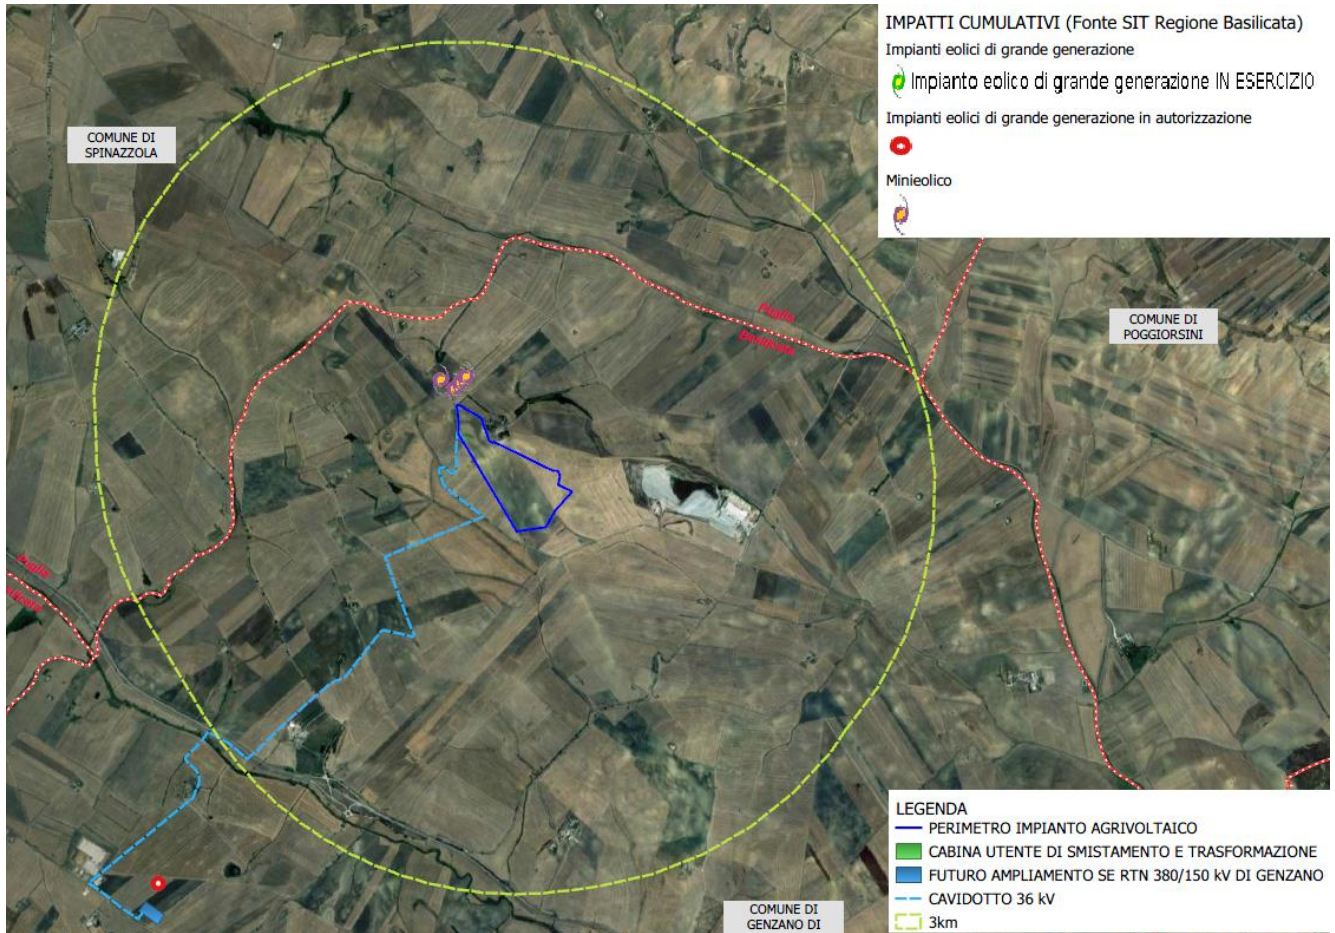 IMPATTI CUMULATIVI (Fonte SIT Regione Basilicata)
Impianti eolici di grande generazione
Impianto eolico di grande generazione IN ESERCIZIO
Impianti eolici di grande generazione in autorizzazione
Minieolico
COMUNE DI
SPINAZZOLA
COMUNE DI
POGGIORSINI
Puglia
Basilicata
Puglia
Basilicata
LEGENDA
PERIMETRO IMPIANTO AGRIVOLTAICO
CABINA UTENTE DI SMISTAMENTO E TRASFORMAZIONE
FUTURO AMPLIAMENTO SE RTN 380/150 kV DI GENZANO
CAVIDOTTO 36 kV
3km
COMUNE DI
GENZANO DI